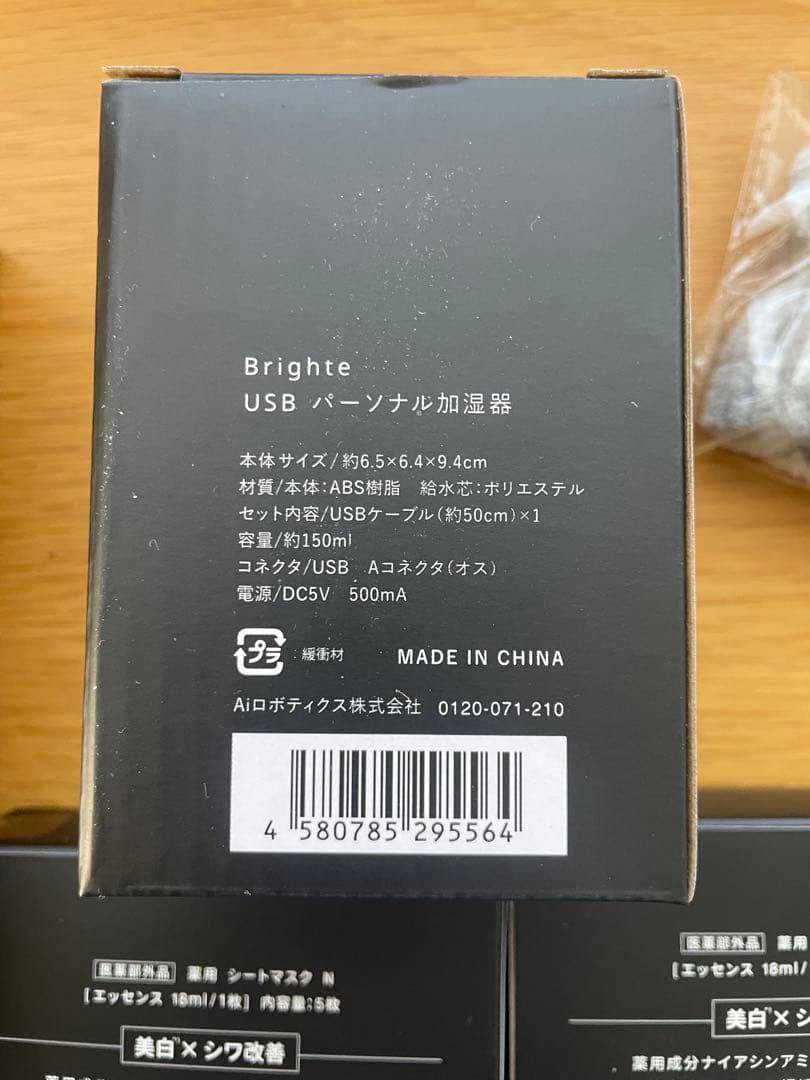 Brighte
USB パーソナル加湿器
本体サイズ/約6.5×6.4×9.4cm
材質/本体:ABS樹脂　給水芯:ポリエステル
セット内容/USBケーブル(約50cm)×1
容量/約150ml
コネクタ/USB　Aコネクタ(オス)
電源/DC5V　500mA
プラ : 緩衝材　MADE IN CHINA
Aiロボティクス株式会社　0120-071-210
4 580785 295564
医薬部外品　薬用 シートマスク N
[エッセンス 18ml/1枚] 内容量:5枚
美白×シワ改善
医薬部外品　薬用
[エッセンス 18ml/
美白×シ
薬用成分ナイアシンアミ